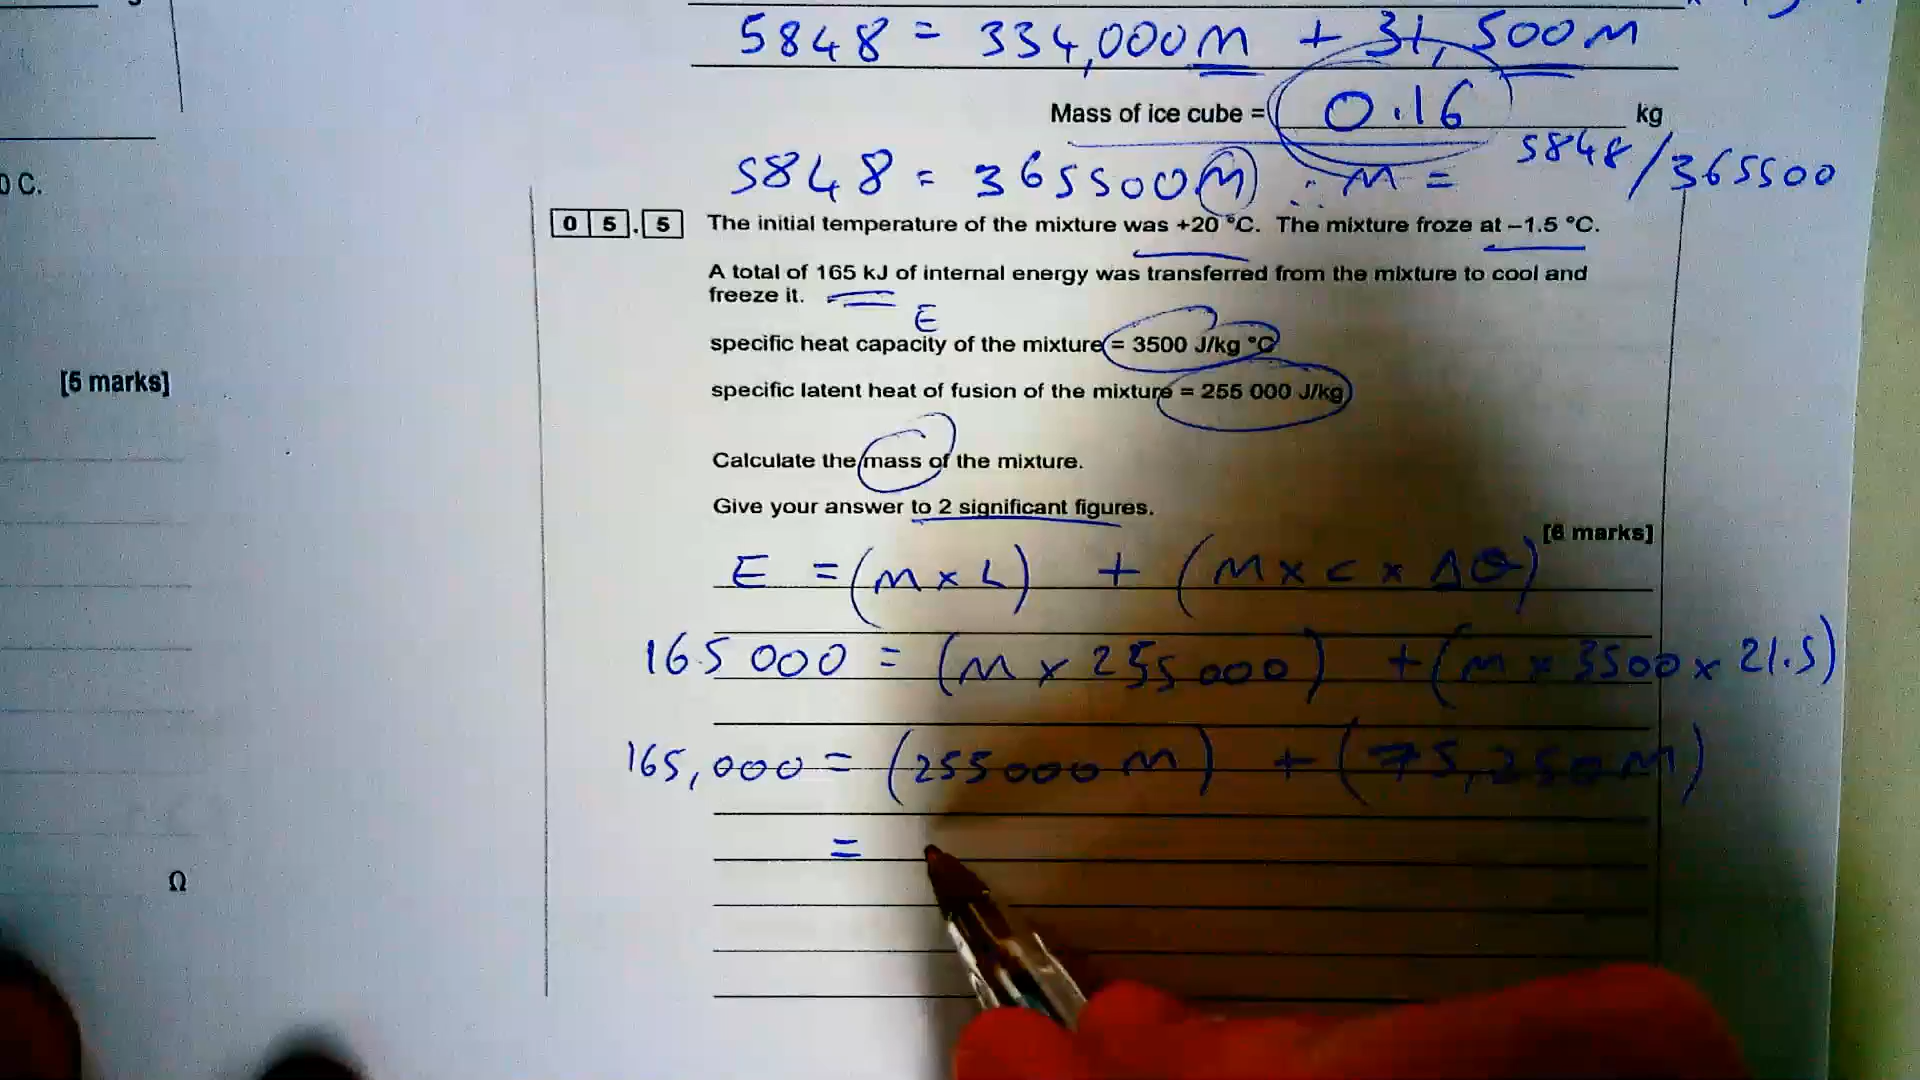 5848 = 334,000m + 31,500m
Mass of ice cube = 0.16 kg
5848 = 365500m ∴ m = 5848/365500
0 C.
0 5 . 5 The initial temperature of the mixture was +20 °C. The mixture froze at −1.5 °C.
A total of 165 kJ of internal energy was transferred from the mixture to cool and
freeze it.
E
specific heat capacity of the mixture = 3500 J/kg °C
[5 marks]
specific latent heat of fusion of the mixture = 255 000 J/kg
Calculate the mass of the mixture.
Give your answer to 2 significant figures.
[6 marks]
E = (m x L) + (m x c x Δθ)
165 000 = (m x 255 000) + (m x 3500 x 21.5)
165,000 = (255000 m) + (75,250m)
=
Ω